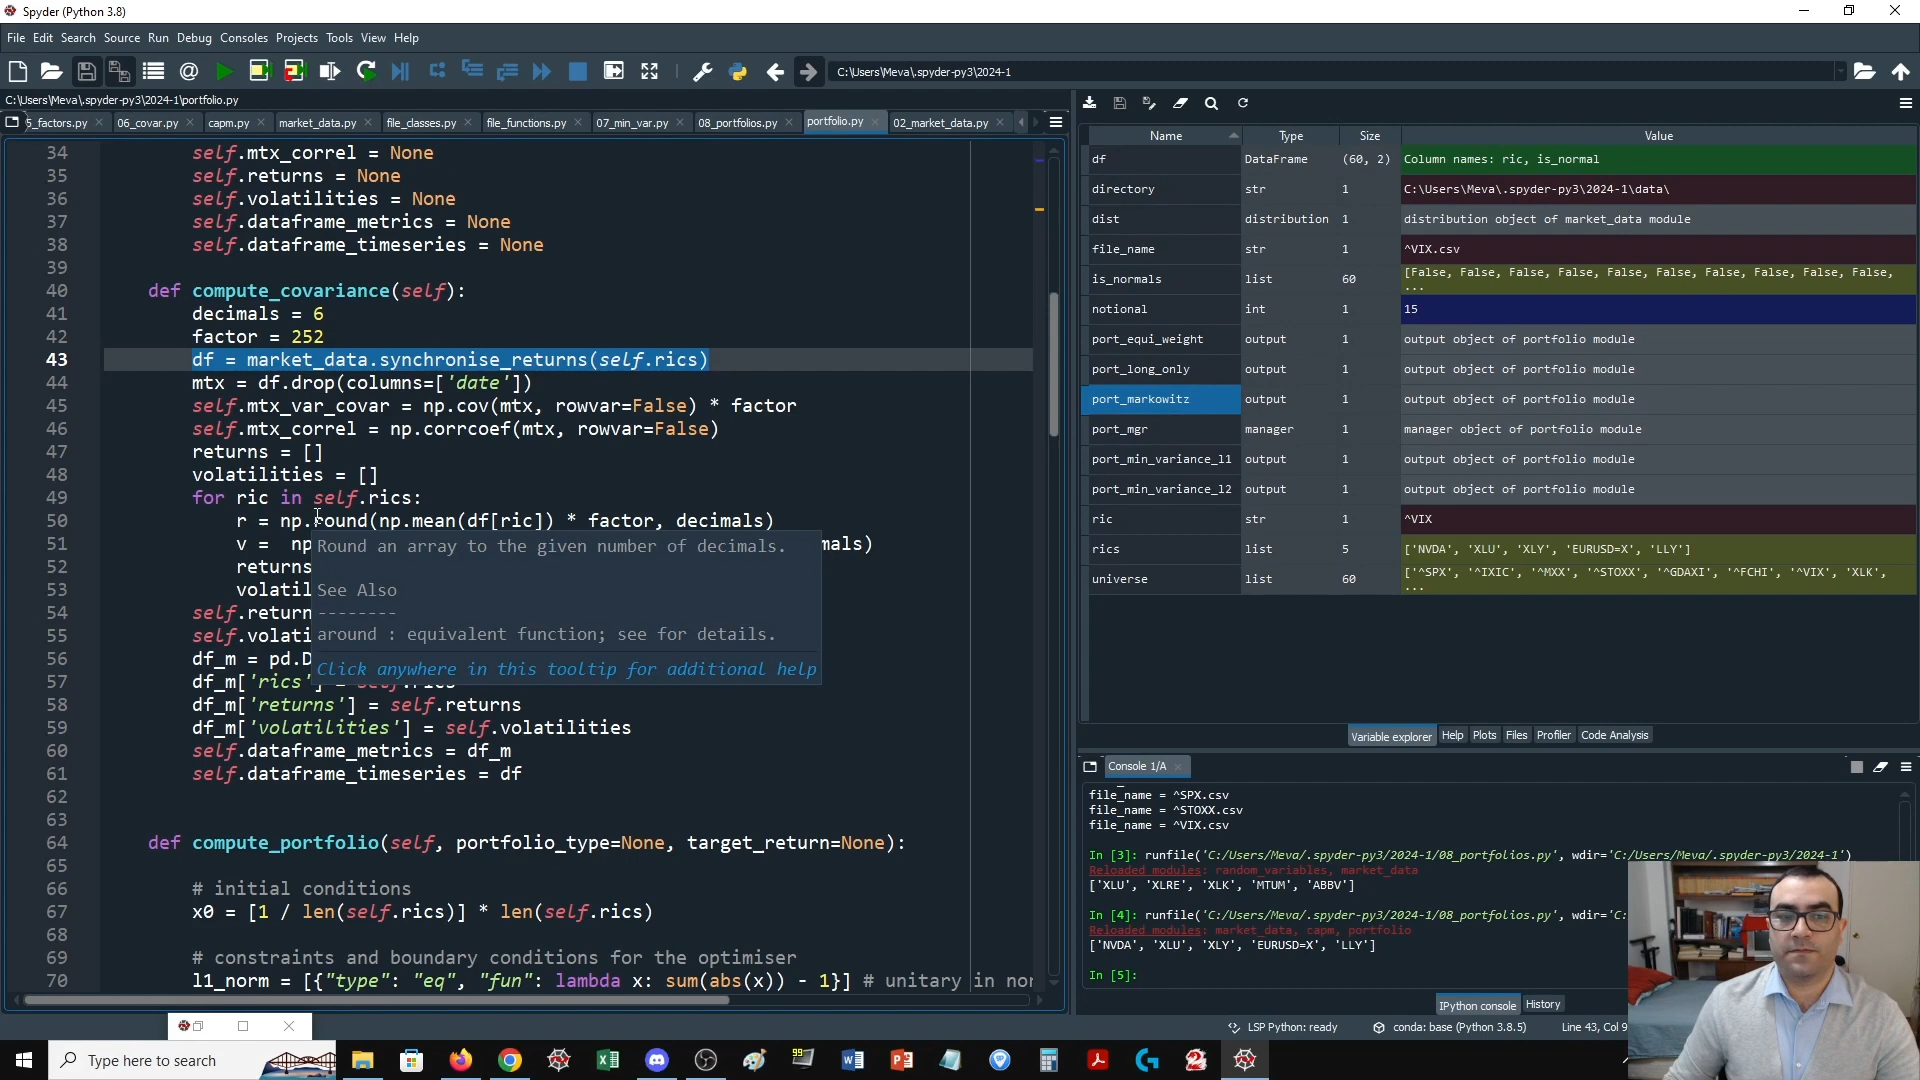 Spyder (Python 3.8)
File Edit Search Source Run Debug Consoles Projects Tools View Help
C:\Users\Meva\.spyder-py3\2024-1
C:\Users\Meva\.spyder-py3\2024-1\portfolio.py
5_factors.py 06_covar.py capm.py market_data.py file_classes.py file_functions.py 07_min_var.py 08_portfolios.py portfolio.py 02_market_data.py
34 self.mtx_correl = None
35 self.returns = None
36 self.volatilities = None
37 self.dataframe_metrics = None
38 self.dataframe_timeseries = None
39
40 def compute_covariance(self):
41 decimals = 6
42 factor = 252
43 df = market_data.synchronise_returns(self.rics)
44 mtx = df.drop(columns=['date'])
45 self.mtx_var_covar = np.cov(mtx, rowvar=False) * factor
46 self.mtx_correl = np.corrcoef(mtx, rowvar=False)
47 returns = []
48 volatilities = []
49 for ric in self.rics:
50 r = np.round(np.mean(df[ric]) * factor, decimals)
51 v = np mals)
Round an array to the given number of decimals.
52 returns
53 volatil
See Also
--------
54 self.return
around : equivalent function; see for details.
55 self.volati
56 df_m = pd.D
Click anywhere in this tooltip for additional help
57 df_m['rics'] = self.rics
58 df_m['returns'] = self.returns
59 df_m['volatilities'] = self.volatilities
60 self.dataframe_metrics = df_m
61 self.dataframe_timeseries = df
62
63
64 def compute_portfolio(self, portfolio_type=None, target_return=None):
65
66 # initial conditions
67 x0 = [1 / len(self.rics)] * len(self.rics)
68
69 # constraints and boundary conditions for the optimiser
70 l1_norm = [{"type": "eq", "fun": lambda x: sum(abs(x)) - 1}] # unitary in nor
Name Type Size Value
df DataFrame (60, 2) Column names: ric, is_normal
directory str 1 C:\Users\Meva\.spyder-py3\2024-1\data\
dist distribution 1 distribution object of market_data module
file_name str 1 ^VIX.csv
is_normals list 60 [False, False, False, False, False, False, False, False, False, False, ...
notional int 1 15
port_equi_weight output 1 output object of portfolio module
port_long_only output 1 output object of portfolio module
port_markowitz output 1 output object of portfolio module
port_mgr manager 1 manager object of portfolio module
port_min_variance_l1 output 1 output object of portfolio module
port_min_variance_l2 output 1 output object of portfolio module
ric str 1 ^VIX
rics list 5 ['NVDA', 'XLU', 'XLY', 'EURUSD=X', 'LLY']
universe list 60 ['^SPX', '^IXIC', '^MXX', '^STOXX', '^GDAXI', '^FCHI', '^VIX', 'XLK', ...
Variable explorer Help Plots Files Profiler Code Analysis
Console 1/A
file_name = ^SPX.csv
file_name = ^STOXX.csv
file_name = ^VIX.csv
In [3]: runfile('C:/Users/Meva/.spyder-py3/2024-1/08_portfolios.py', wdir='C:/Users/Meva/.spyder-py3/2024-1')
Reloaded modules: random_variables, market_data
['XLU', 'XLRE', 'XLK', 'MTUM', 'ABBV']
In [4]: runfile('C:/Users/Meva/.spyder-py3/2024-1/08_portfolios.py', wdir='C:
Reloaded modules: market_data, capm, portfolio
['NVDA', 'XLU', 'XLY', 'EURUSD=X', 'LLY']
In [5]:
IPython console History
LSP Python: ready conda: base (Python 3.8.5) Line 43, Col 9
Type here to search